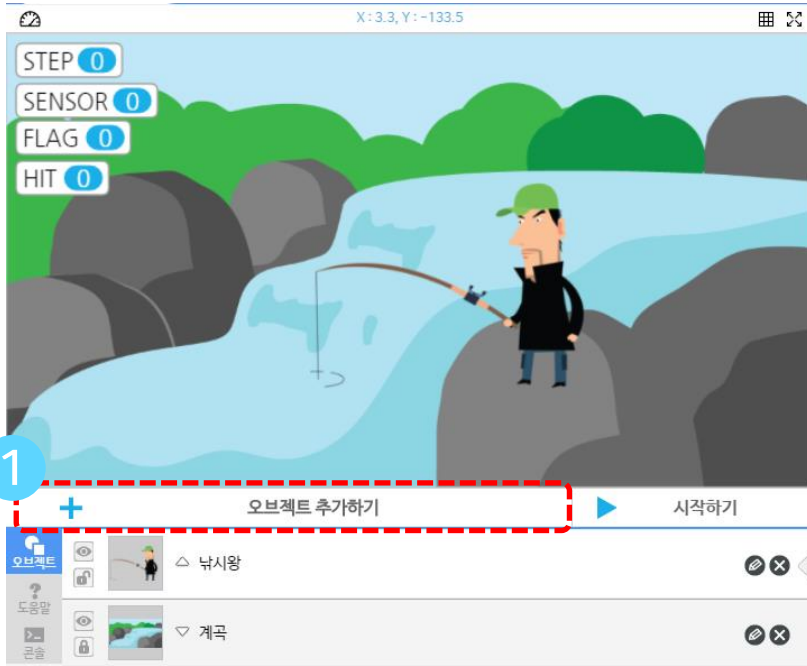 X : 3.3, Y : -133.5
STEP 0
SENSOR 0
FLAG 0
HIT 0
1
오브젝트 추가하기
시작하기
오브젝트
낚시왕
도움말
계곡
콘솔